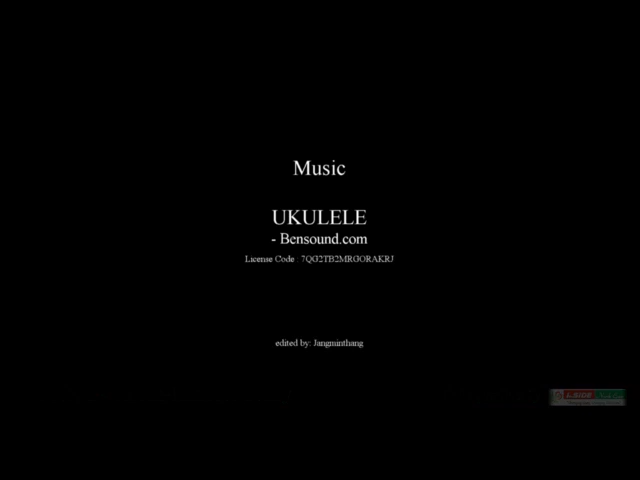 Music
UKULELE
- Bensound.com
License Code : 7QG2TB2MRGORAKRJ
edited by: Jangminthang